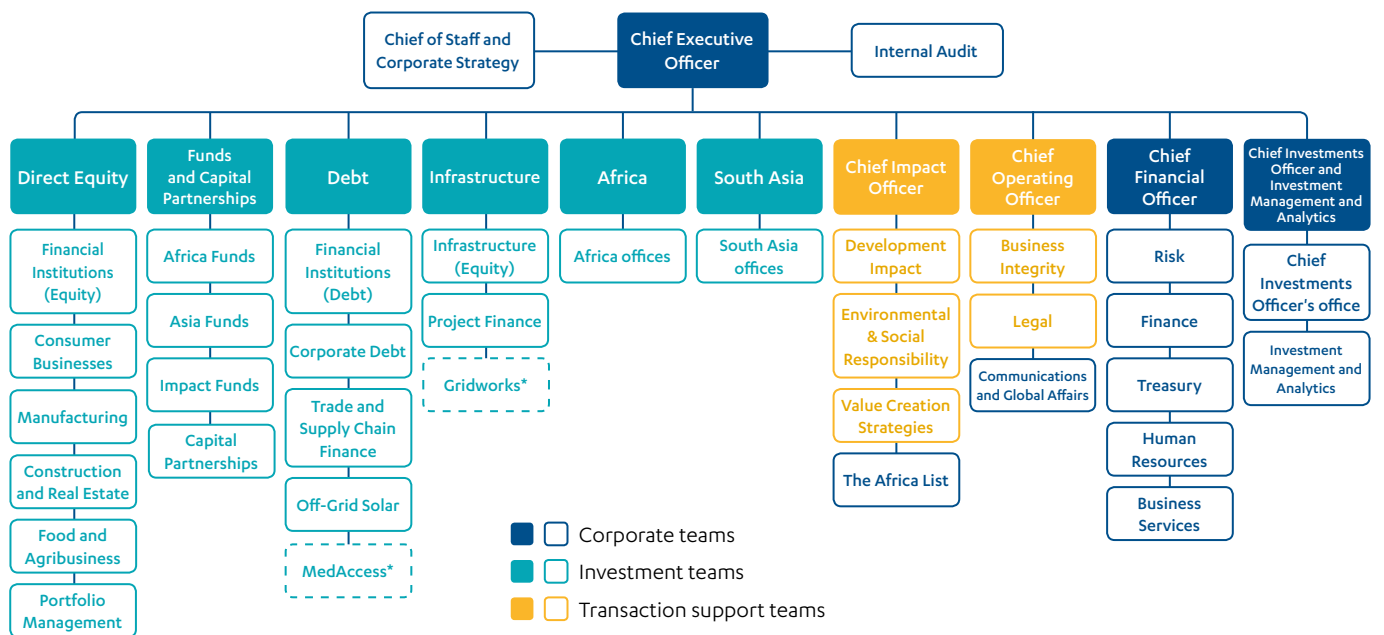 Chief of Staff and
Corporate Strategy
Chief Executive
Officer
Internal Audit
Direct Equity
Financial
Institutions
(Equity)
Consumer
Businesses
Manufacturing
Construction
and Real Estate
Food and
Agribusiness
Portfolio
Management
Funds
and Capital
Partnerships
Africa Funds
Asia Funds
Impact Funds
Capital
Partnerships
Debt
Financial
Institutions
(Debt)
Corporate Debt
Trade and
Supply Chain
Finance
Off-Grid Solar
MedAccess*
Infrastructure
Infrastructure
(Equity)
Project Finance
Gridworks*
Africa
Africa offices
South Asia
South Asia
offices
Chief Impact
Officer
Development
Impact
Environmental
& Social
Responsibility
Value Creation
Strategies
The Africa List
Chief
Operating
Officer
Business
Integrity
Legal
Communications
and Global Affairs
Chief
Financial
Officer
Risk
Finance
Treasury
Human
Resources
Business
Services
Chief Investments
Officer and
Investment
Management and
Analytics
Chief
Investments
Officer's office
Investment
Management and
Analytics
Corporate teams
Investment teams
Transaction support teams